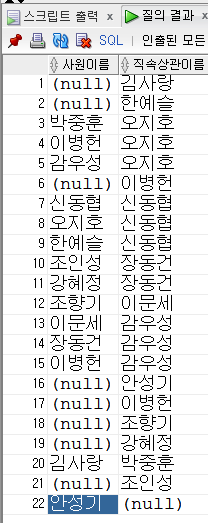 스크립트 출력 × 질의 결과
SQL | 인출된 모든
사원이름 직속상관이름
1 (null) 김사랑
2 (null) 한예슬
3 박중훈 오지호
4 이병헌 오지호
5 감우성 오지호
6 (null) 이병헌
7 신동협 신동협
8 오지호 신동협
9 한예슬 신동협
10 조인성 장동건
11 강혜정 장동건
12 조향기 이문세
13 이문세 감우성
14 장동건 감우성
15 이병헌 감우성
16 (null) 안성기
17 (null) 이병헌
18 (null) 조향기
19 (null) 강혜정
20 김사랑 박중훈
21 (null) 조인성
22 안성기 (null)